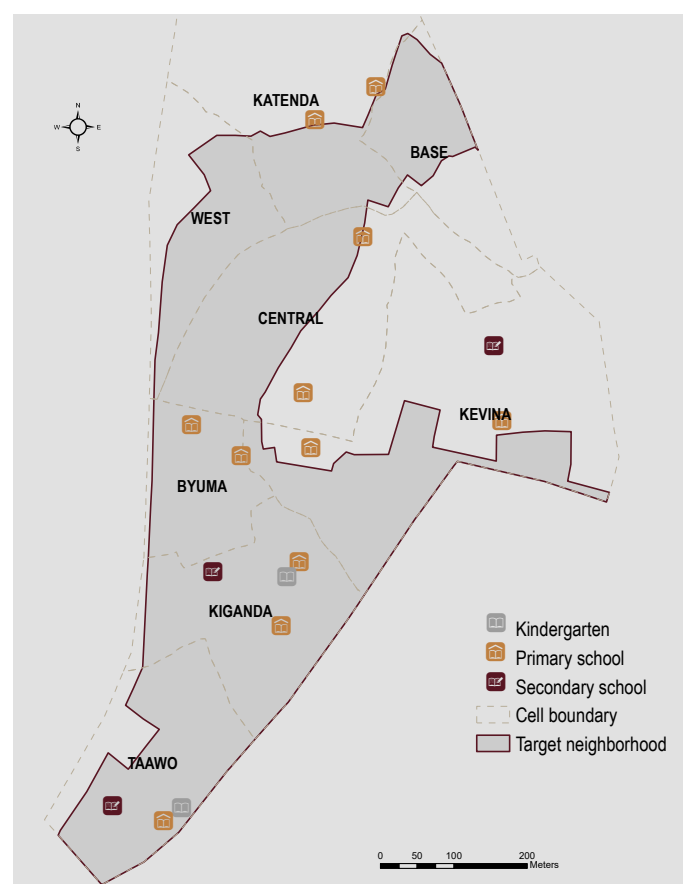 KATENDA
N
W E
S
BASE
WEST
CENTRAL
KEVINA
BYUMA
KIGANDA
Kindergarten
Primary school
Secondary school
Cell boundary
Target neighborhood
TAAWO
0 50 100 200
Meters